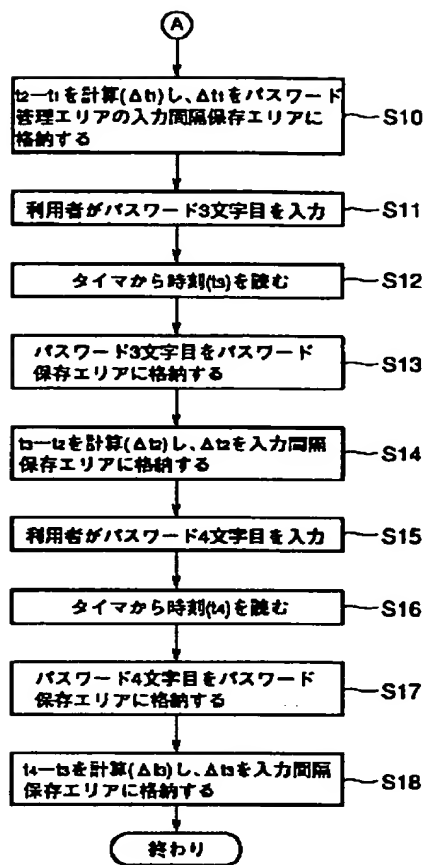 A
t2―t1を計算(Δt1)し、Δt1をパスワード
管理エリアの入力間隔保存エリアに
格納する
S10
利用者がパスワード3文字目を入力
S11
タイマから時刻(t3)を読む
S12
パスワード3文字目をパスワード
保存エリアに格納する
S13
t3―t2を計算(Δt2)し、Δt2を入力間隔
保存エリアに格納する
S14
利用者がパスワード4文字目を入力
S15
タイマから時刻(t4)を読む
S16
パスワード4文字目をパスワード
保存エリアに格納する
S17
t4―t3を計算(Δt3)し、Δt3を入力間隔
保存エリアに格納する
S18
終わり